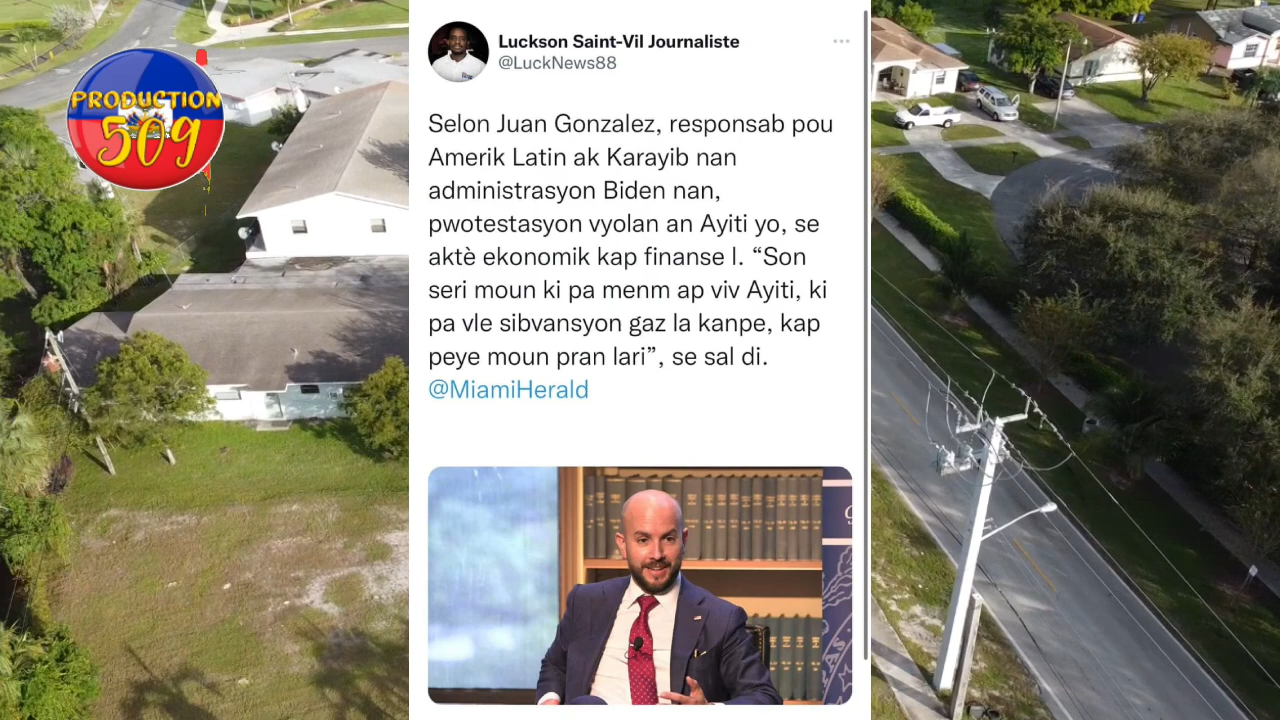 PRODUCTION
509
Luckson Saint-Vil Journaliste
@LuckNews88
Selon Juan Gonzalez, responsab pou
Amerik Latin ak Karayib nan
administrasyon Biden nan,
pwotestasyon vyolan an Ayiti yo, se
aktè ekonomik kap finanse l. “Son
seri moun ki pa menm ap viv Ayiti, ki
pa vle sibvansyon gaz la kanpe, kap
peye moun pran lari”, se sal di.
@MiamiHerald